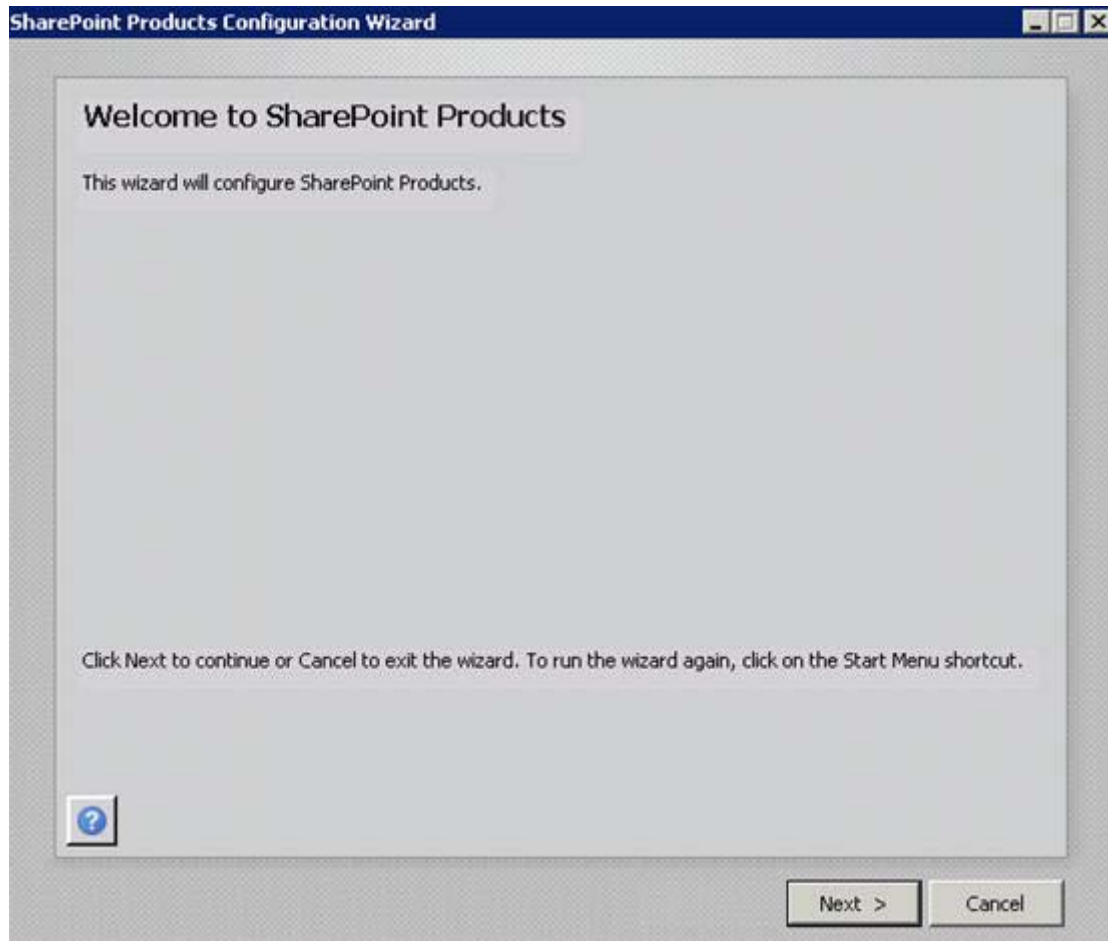 SharePoint Products Configuration Wizard
Welcome to SharePoint Products
This wizard will configure SharePoint Products.
Click Next to continue or Cancel to exit the wizard. To run the wizard again, click on the Start Menu shortcut.
?
Next >
Cancel